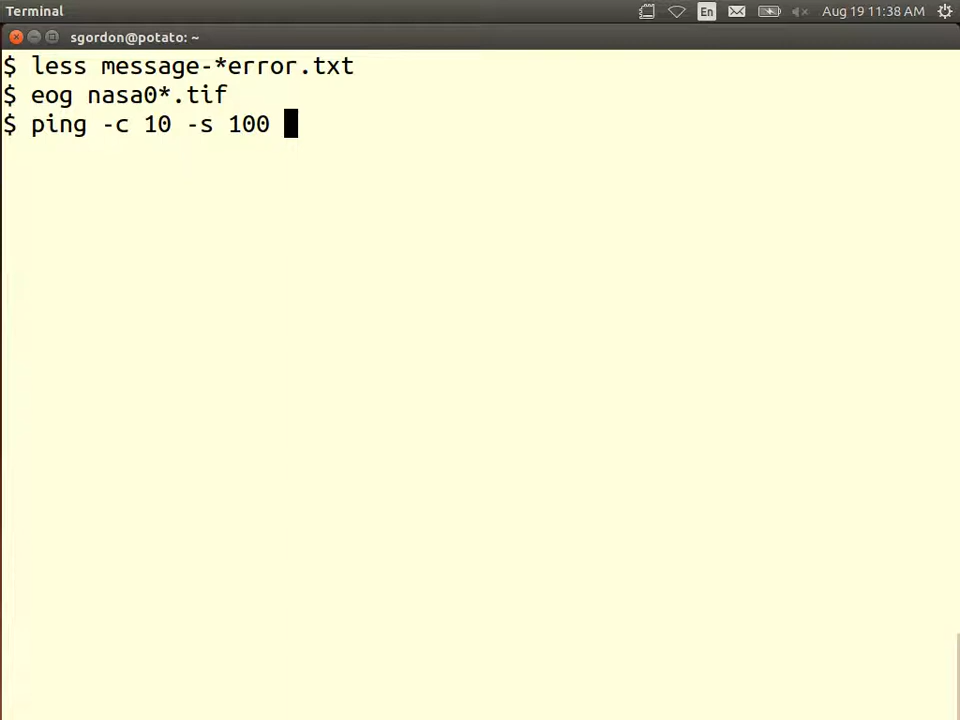 Terminal
En
Aug 19 11:38 AM
sgordon@potato: ~
$ less message-*error.txt
$ eog nasa0*.tif
$ ping -c 10 -s 100